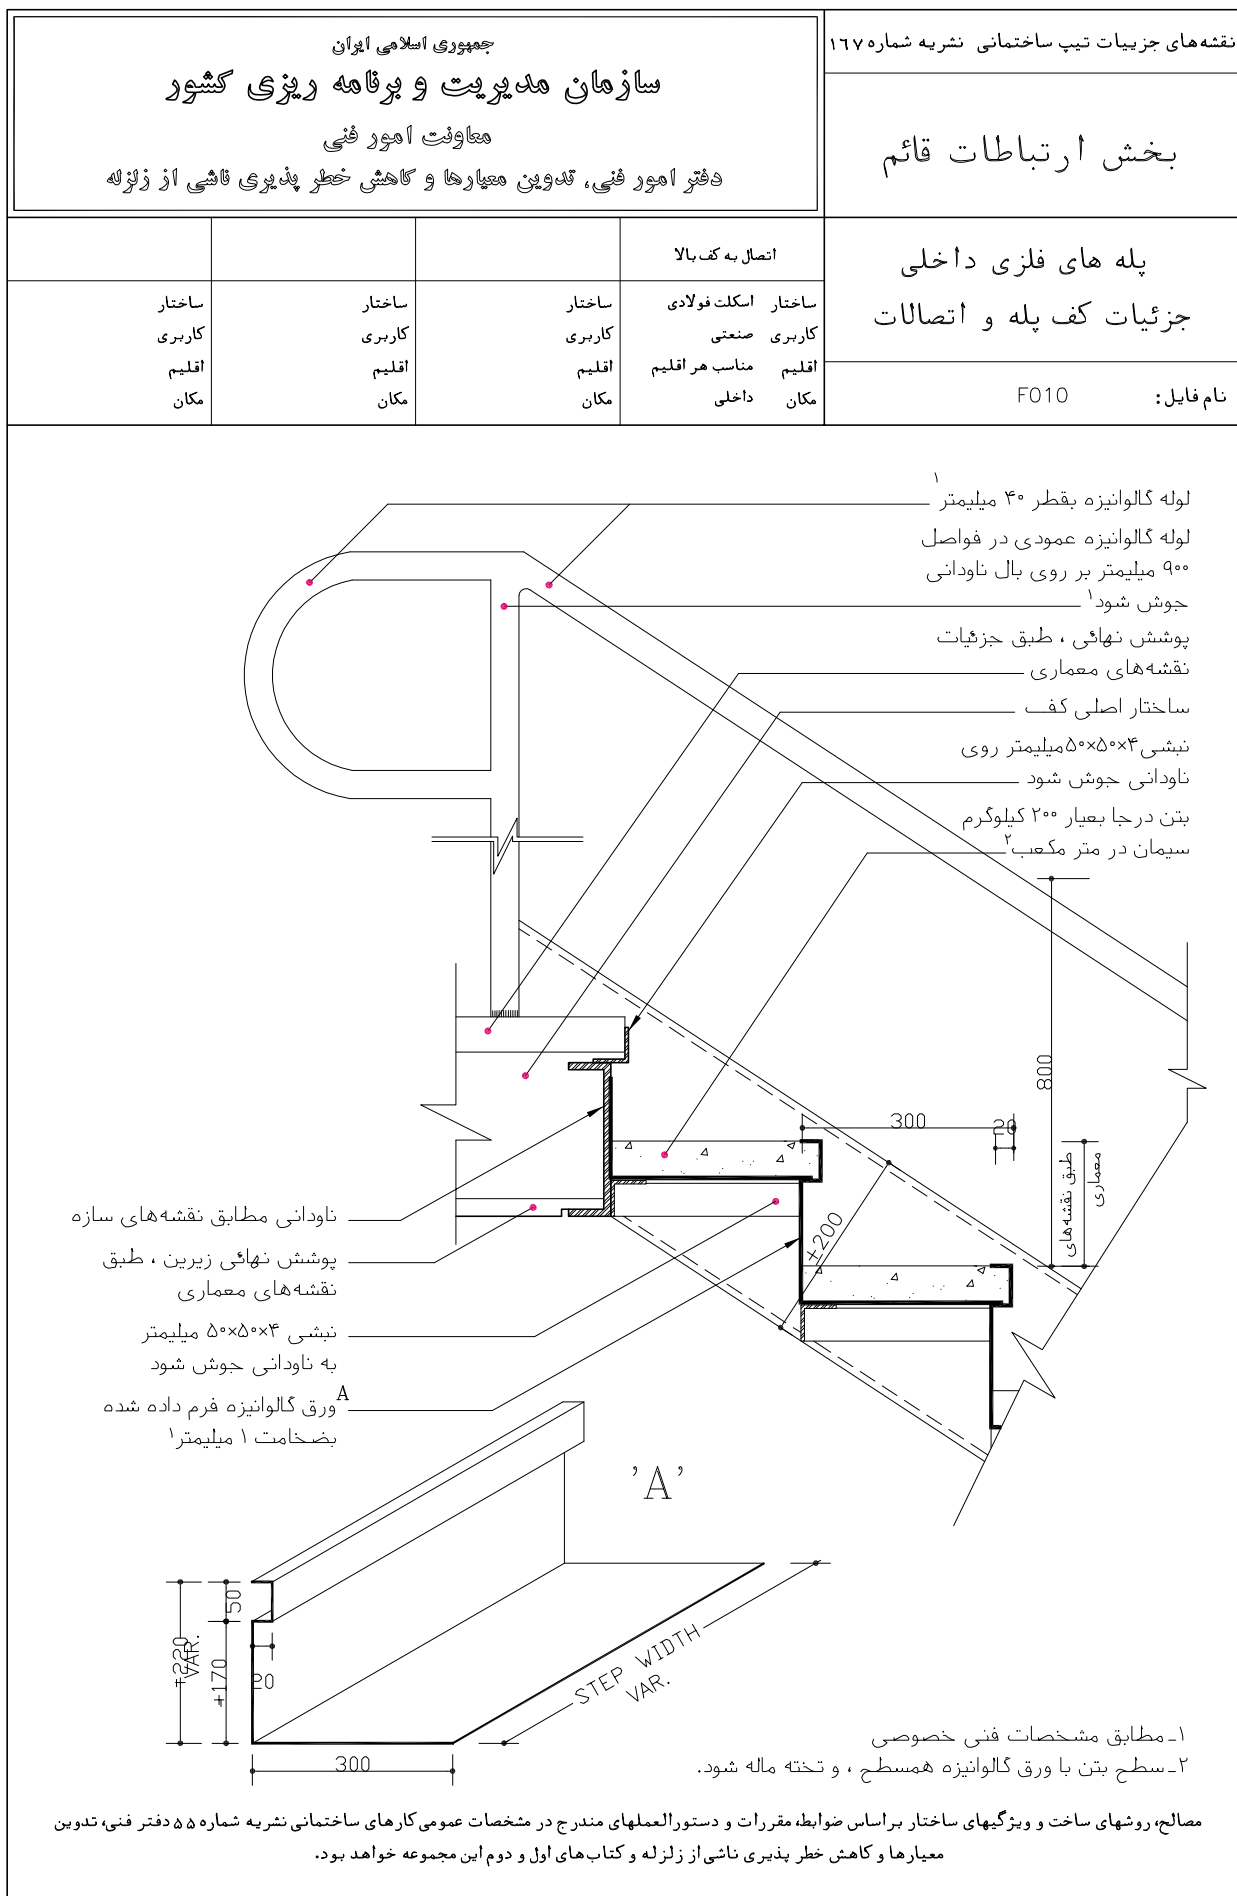 نقشه‌های جزییات تیپ ساختمانی نشریه شماره ۱۶۷
بخش ارتباطات قائم
جمهوری اسلامی ایران
سازمان مدیریت و برنامه ریزی کشور
معاونت امور فنی
دفتر امور فنی، تدوین معیارها و کاهش خطر پذیری ناشی از زلزله
پله های فلزی داخلی
جزئیات کف پله و اتصالات
نام فایل: F010
اتصال به کف بالا
ساختار اسکلت فولادی
کاربری صنعتی
اقلیم مناسب هر اقلیم
مکان داخلی
ساختار
کاربری
اقلیم
مکان
ساختار
کاربری
اقلیم
مکان
ساختار
کاربری
اقلیم
مکان
لوله گالوانیزه بقطر ۴۰ میلیمتر۱
لوله گالوانیزه عمودی در فواصل
۹۰۰ میلیمتر بر روی بال ناودانی
جوش شود۱
پوشش نهائی ، طبق جزئیات
نقشه‌های معماری
ساختار اصلی کف
نبشی ۴×۵۰×۵۰ میلیمتر روی
ناودانی جوش شود
بتن درجا بعیار ۲۰۰ کیلوگرم
سیمان در متر مکعب۲
800
300
20
طبق نقشه‌های
معماری
±200
ناودانی مطابق نقشه‌های سازه
پوشش نهائی زیرین ، طبق
نقشه‌های معماری
نبشی ۴×۵۰×۵۰ میلیمتر
به ناودانی جوش شود
ورق گالوانیزه فرم داده شده A
بضخامت ۱ میلیمتر۱
'A'
50
±220
VAR.
±170
20
300
STEP WIDTH
VAR.
۱ـ مطابق مشخصات فنی خصوصی
۲ـ سطح بتن با ورق گالوانیزه همسطح ، و تخته ماله شود.
مصالح، روشهای ساخت و ویژگیهای ساختار براساس ضوابط، مقررات و دستورالعملهای مندرج در مشخصات عمومی کارهای ساختمانی نشریه شماره ۵۵ دفتر فنی، تدوین
معیارها و کاهش خطر پذیری ناشی از زلزله و کتاب‌های اول و دوم این مجموعه خواهد بود.